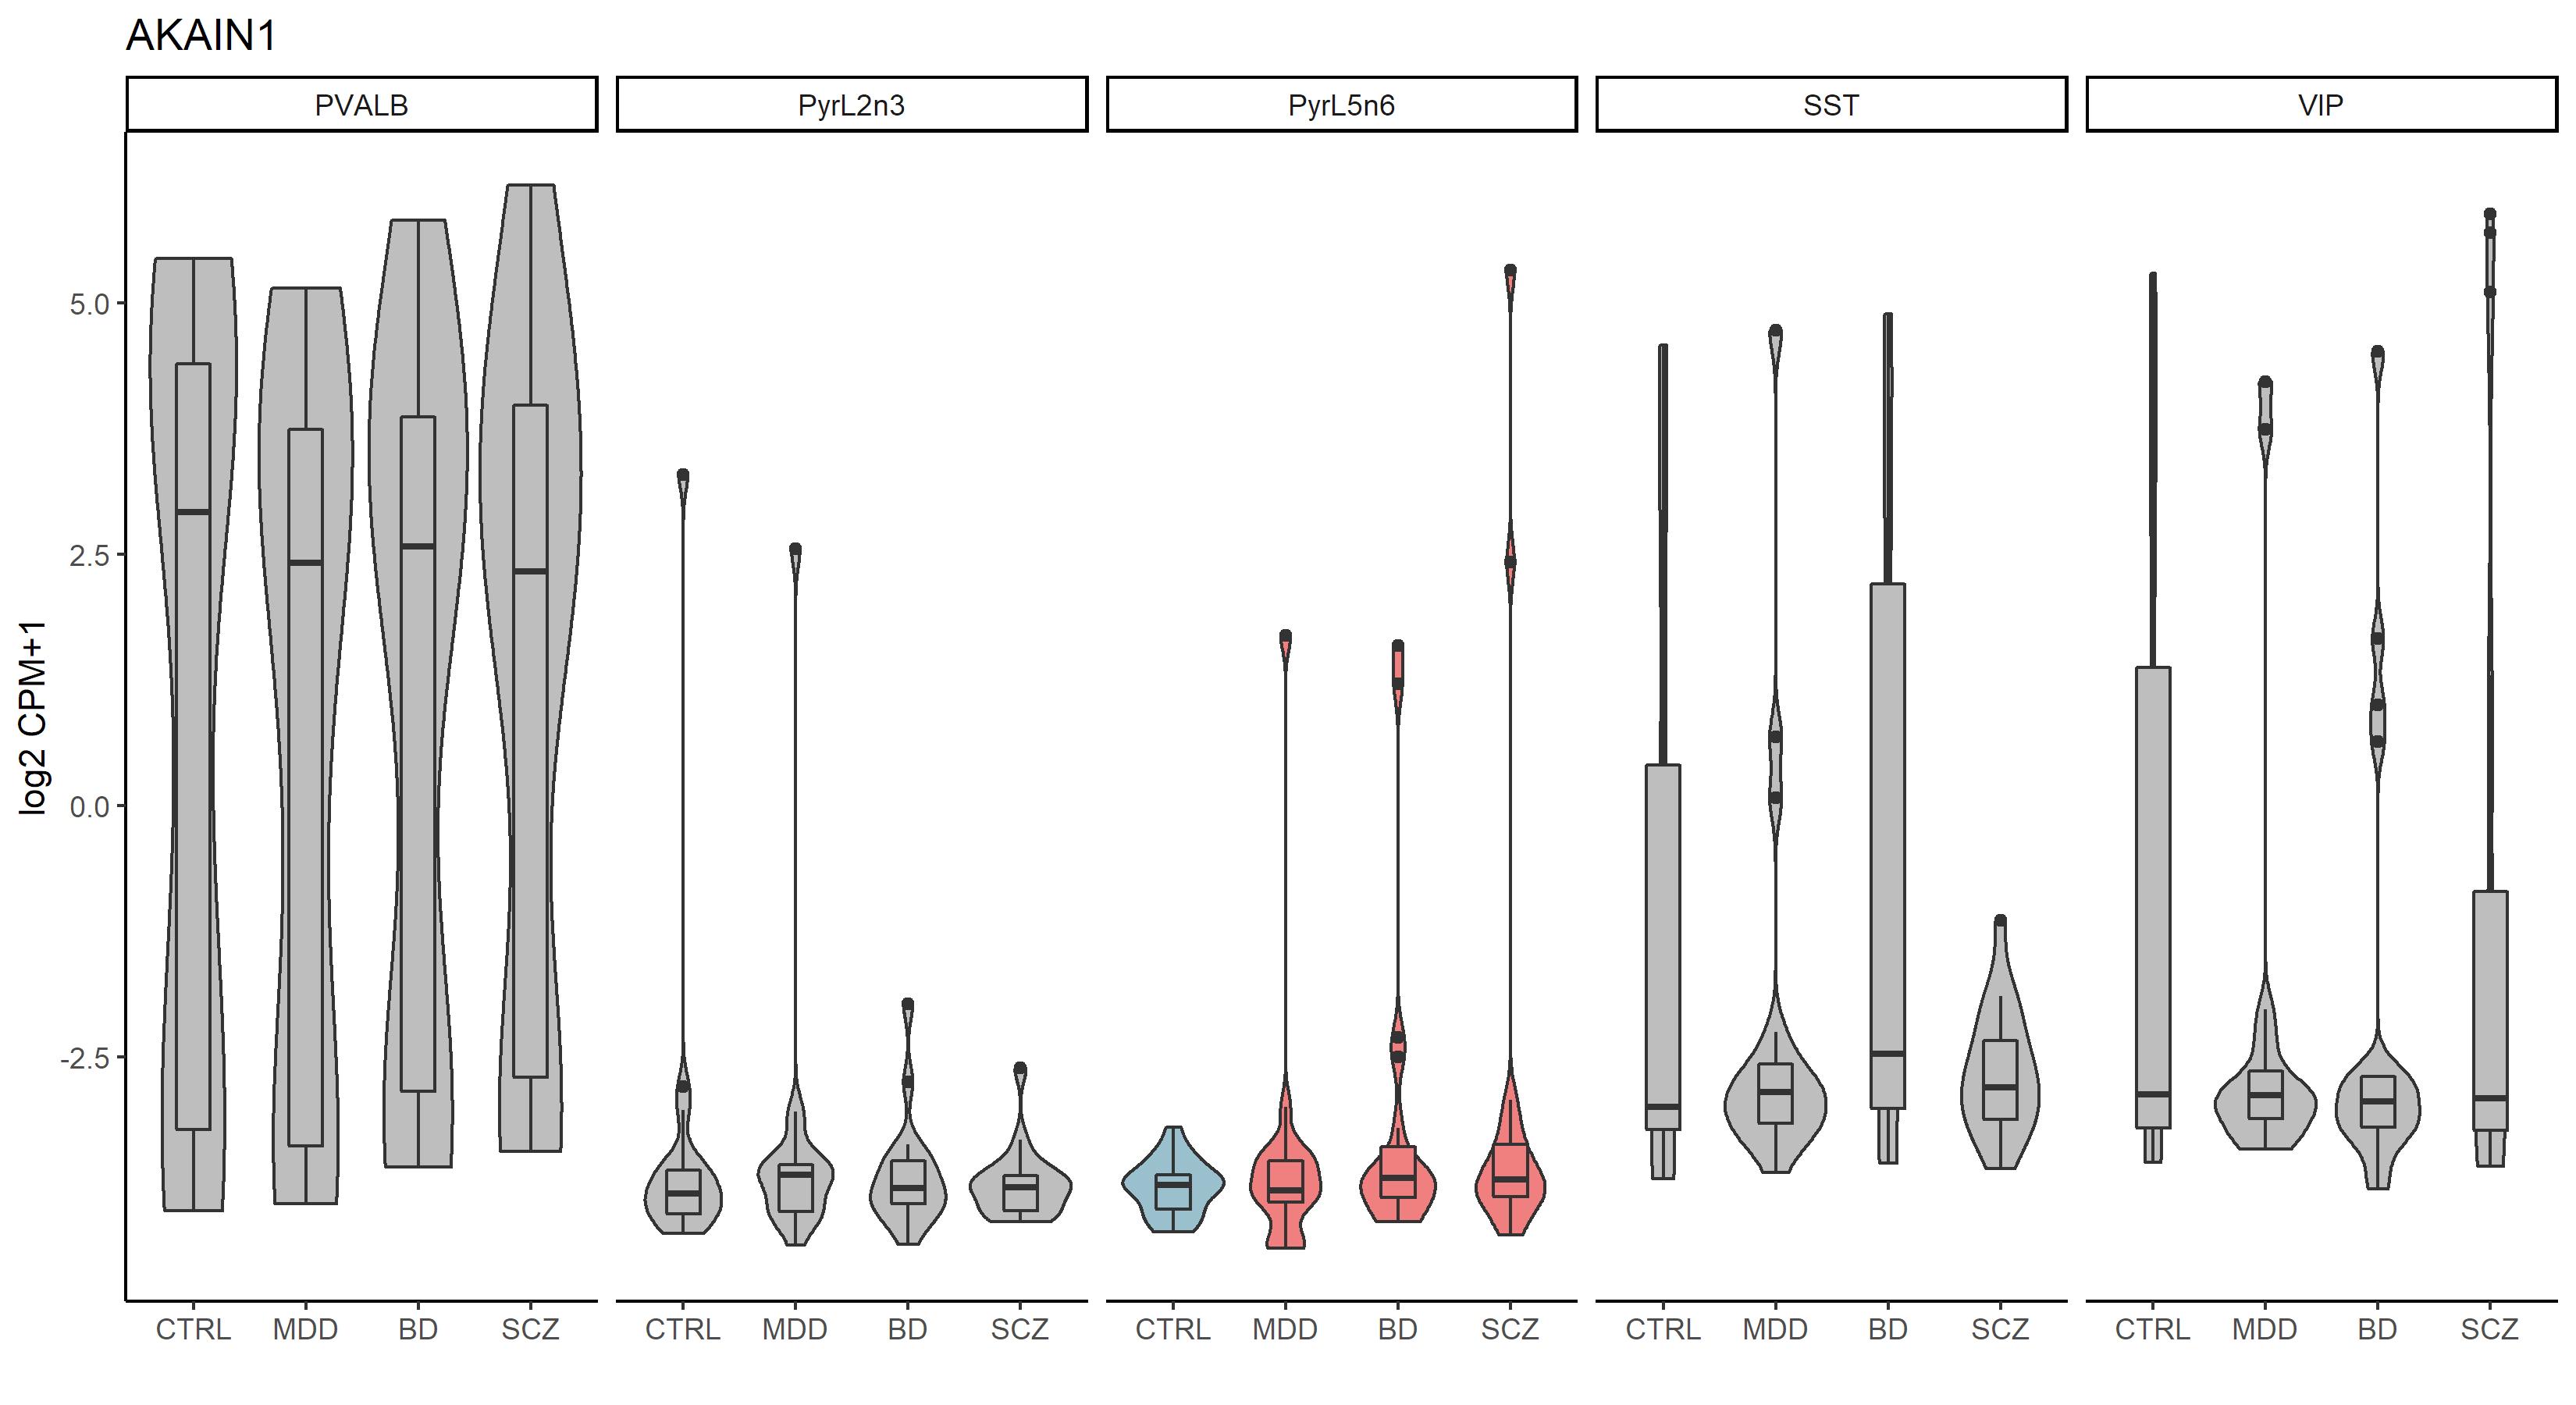 AKAIN1
PVALB PyrL2n3 PyrL5n6 SST VIP
log2 CPM+1
5.0
2.5
0.0
-2.5
CTRL MDD BD SCZ CTRL MDD BD SCZ CTRL MDD BD SCZ CTRL MDD BD SCZ CTRL MDD BD SCZ